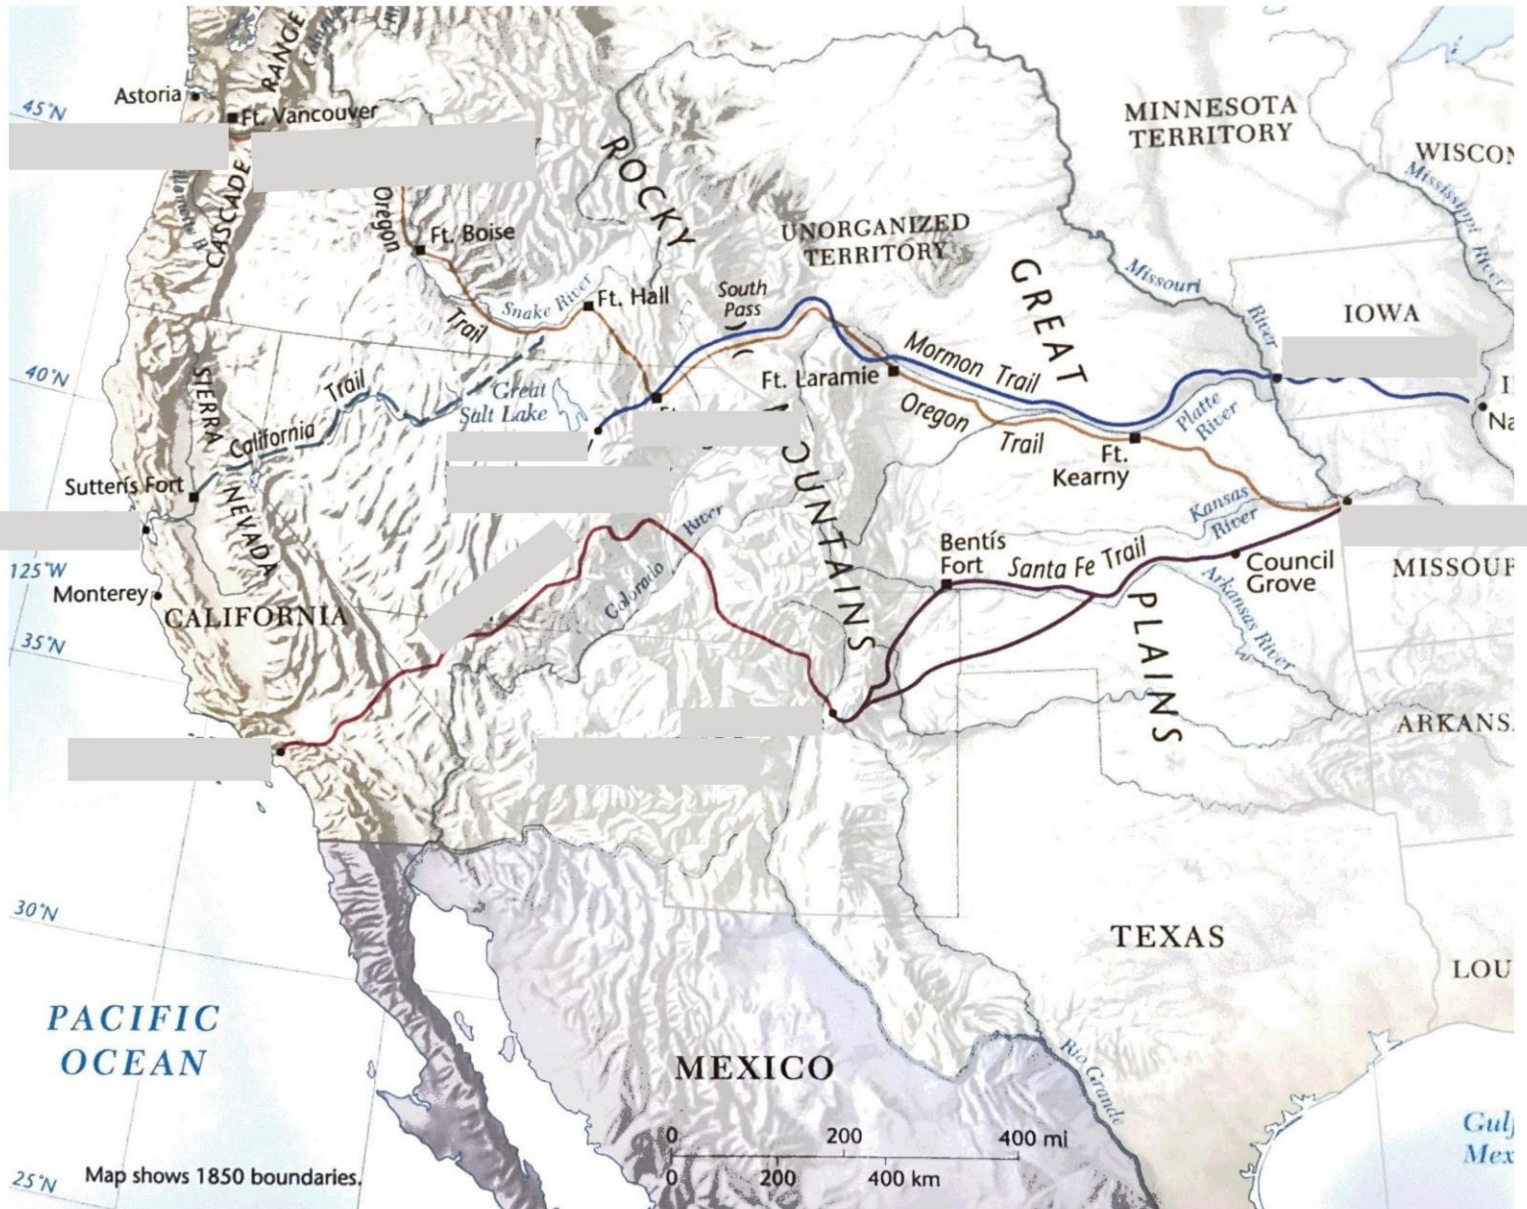 RANGE
Astoria
Ft. Vancouver
45°N
MINNESOTA
TERRITORY
WISCON
ROCKY
Mississippi River
CASCADE
Oregon
Ft. Boise
UNORGANIZED
TERRITORY
GREAT
Missouri
River
IOWA
Snake River
Ft. Hall
South
Pass
Trail
40°N
SIERRA
Trail
California
Great
Salt Lake
Ft. Laramie
Mormon Trail
Oregon
Trail
Platte
River
Na
Ft.
Kearny
Sutter's Fort
NEVADA
OUNTAINS
Kansas
River
River
Colorado
Bent's
Fort
Santa Fe Trail
Council
Grove
MISSOUR
125°W
Monterey
CALIFORNIA
Arkansas River
PLAINS
35°N
ARKANSA
30°N
TEXAS
LOU
PACIFIC
OCEAN
MEXICO
Rio Grande
0 200 400 mi
0 200 400 km
Gulf
Mex
25°N
Map shows 1850 boundaries.